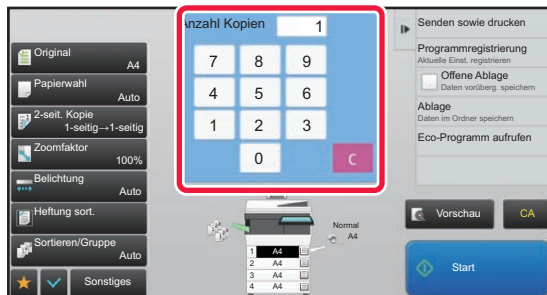 Original
A4
Papierwahl
Auto
2-seit. Kopie
1-seitig→1-seitig
Zoomfaktor
100%
Belichtung
Auto
Heftung sort.
Sortieren/Gruppe
Auto
Sonstiges
Anzahl Kopien 1
7 8 9
4 5 6
1 2 3
0 C
Normal
A4
1 A4
2 A4
3 A4
4 A4
Senden sowie drucken
Programmregistrierung
Aktuelle Einst. registrieren
Offene Ablage
Daten vorüberg. speichern
Ablage
Daten im Ordner speichern
Eco-Programm aufrufen
Vorschau CA
Start